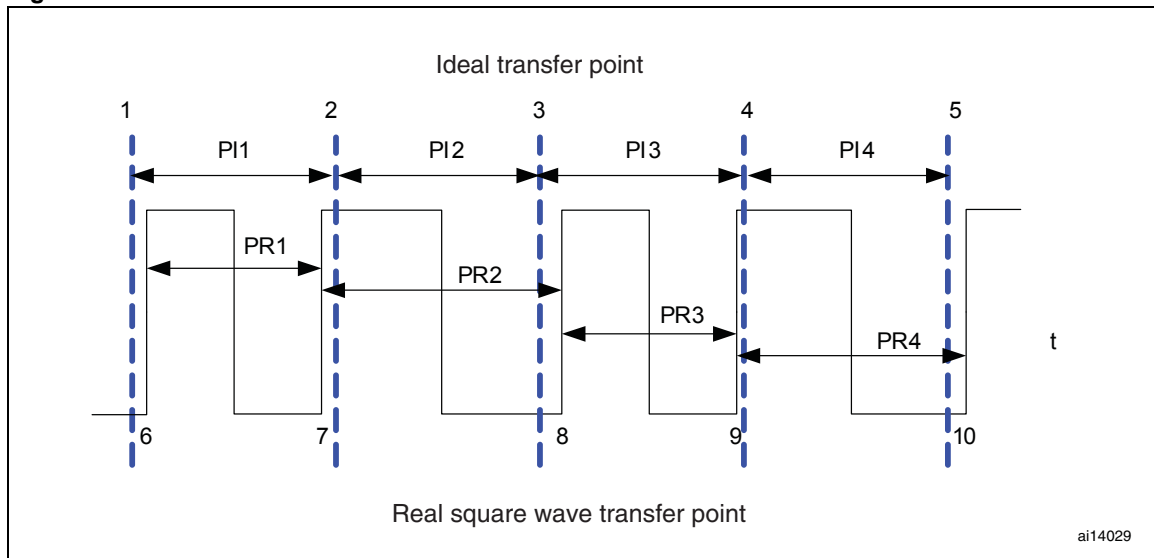 Ideal transfer point
1 2 3 4 5
PI1 PI2 PI3 PI4
PR1
PR2
PR3
PR4
t
6 7 8 9 10
Real square wave transfer point
ai14029